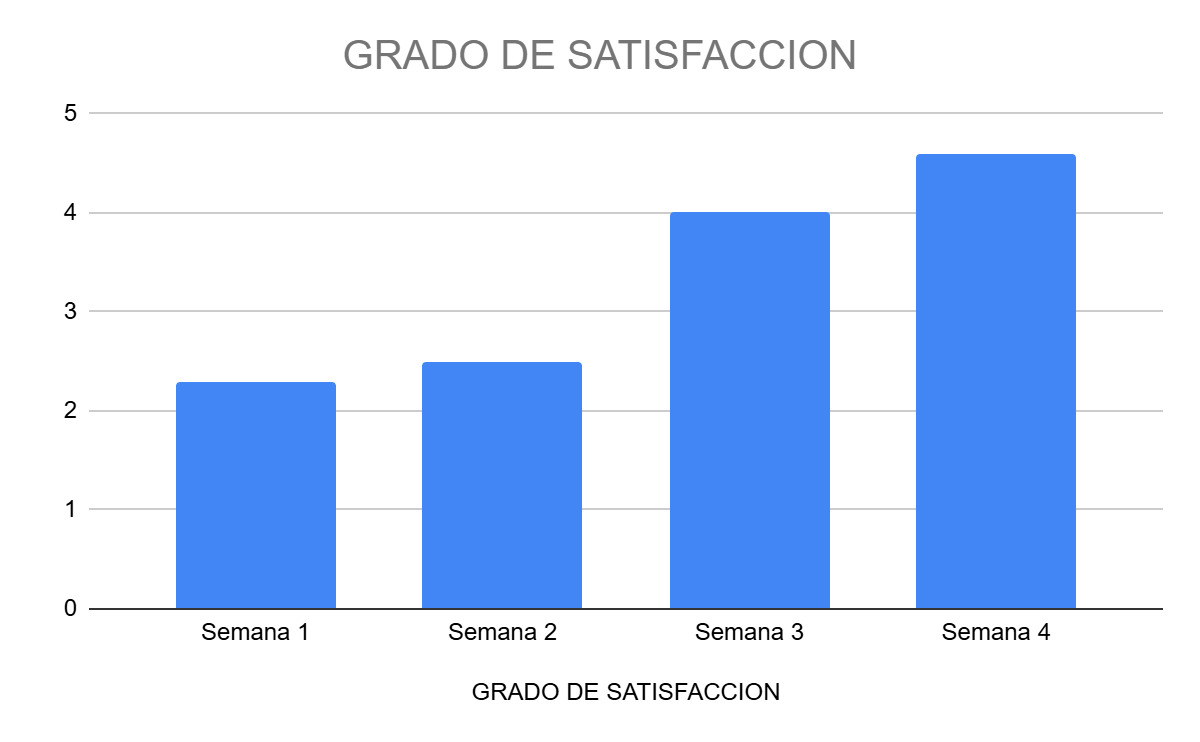 GRADO DE SATISFACCION
5
4
3
2
1
0
Semana 1 Semana 2 Semana 3 Semana 4
GRADO DE SATISFACCION